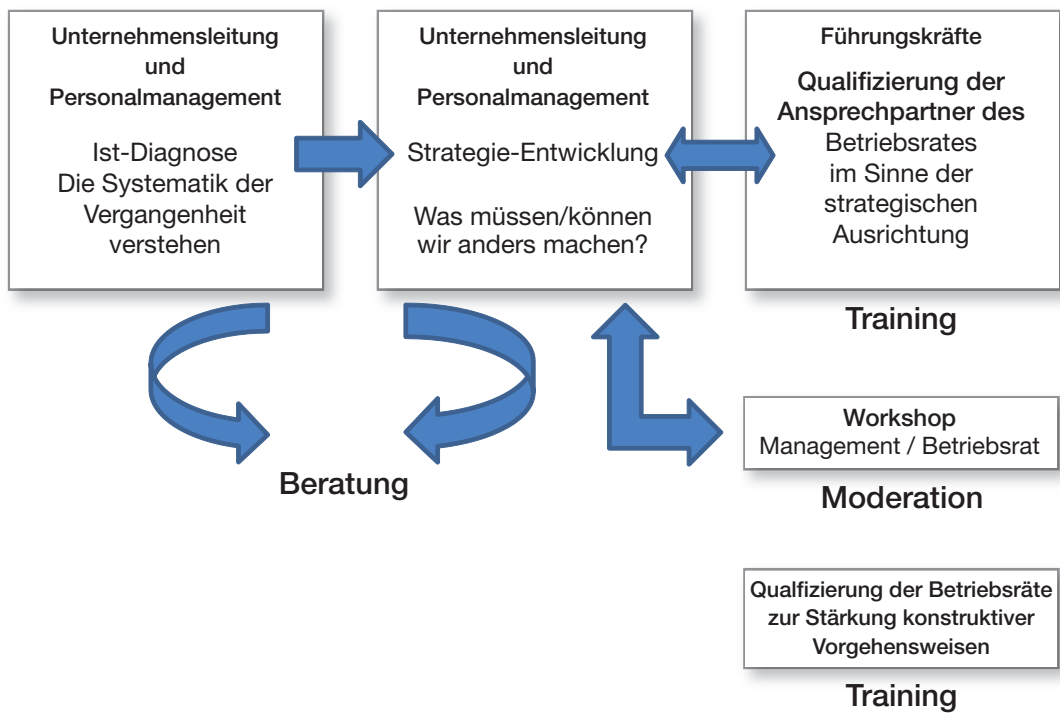 Unternehmensleitung
und
Personalmanagement
Ist-Diagnose
Die Systematik der
Vergangenheit
verstehen
Unternehmensleitung
und
Personalmanagement
Strategie-Entwicklung
Was müssen/können
wir anders machen?
Führungskräfte
Qualifizierung der
Ansprechpartner des
Betriebsrates
im Sinne der
strategischen
Ausrichtung
Training
Beratung
Workshop
Management / Betriebsrat
Moderation
Qualfizierung der Betriebsräte
zur Stärkung konstruktiver
Vorgehensweisen
Training